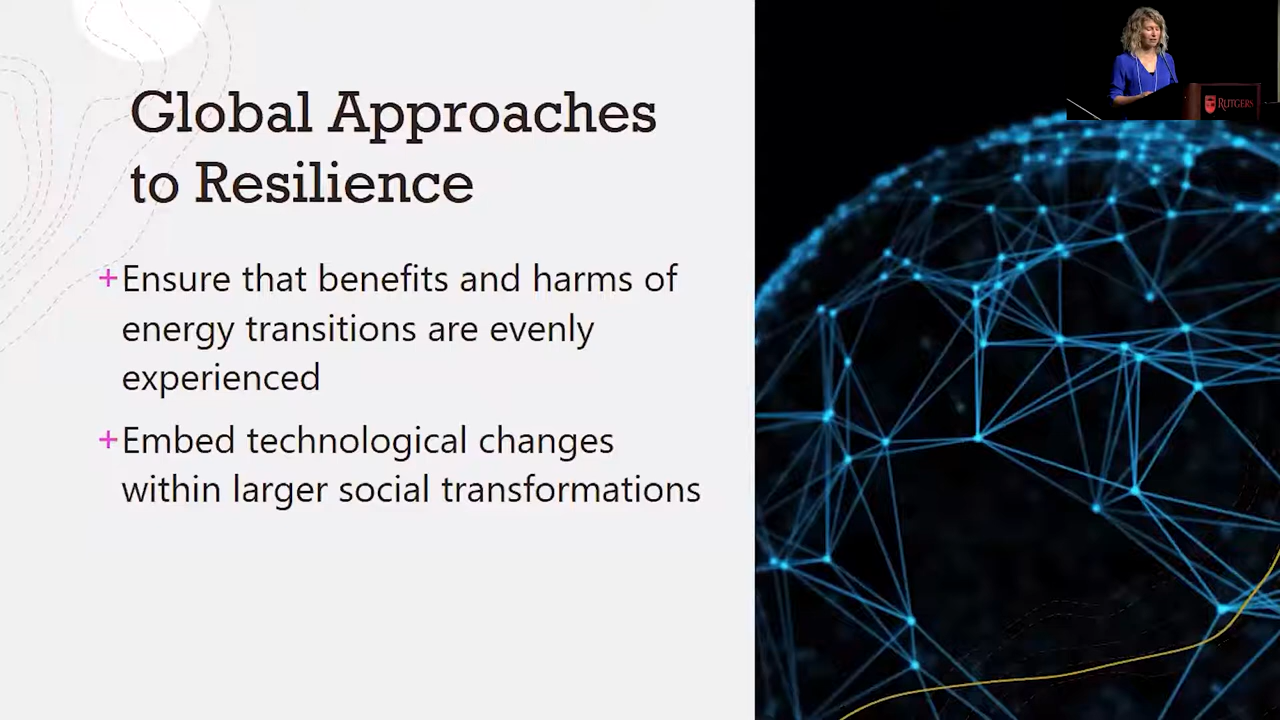 Global Approaches
to Resilience
+Ensure that benefits and harms of
energy transitions are evenly
experienced
+Embed technological changes
within larger social transformations
RUTGERS